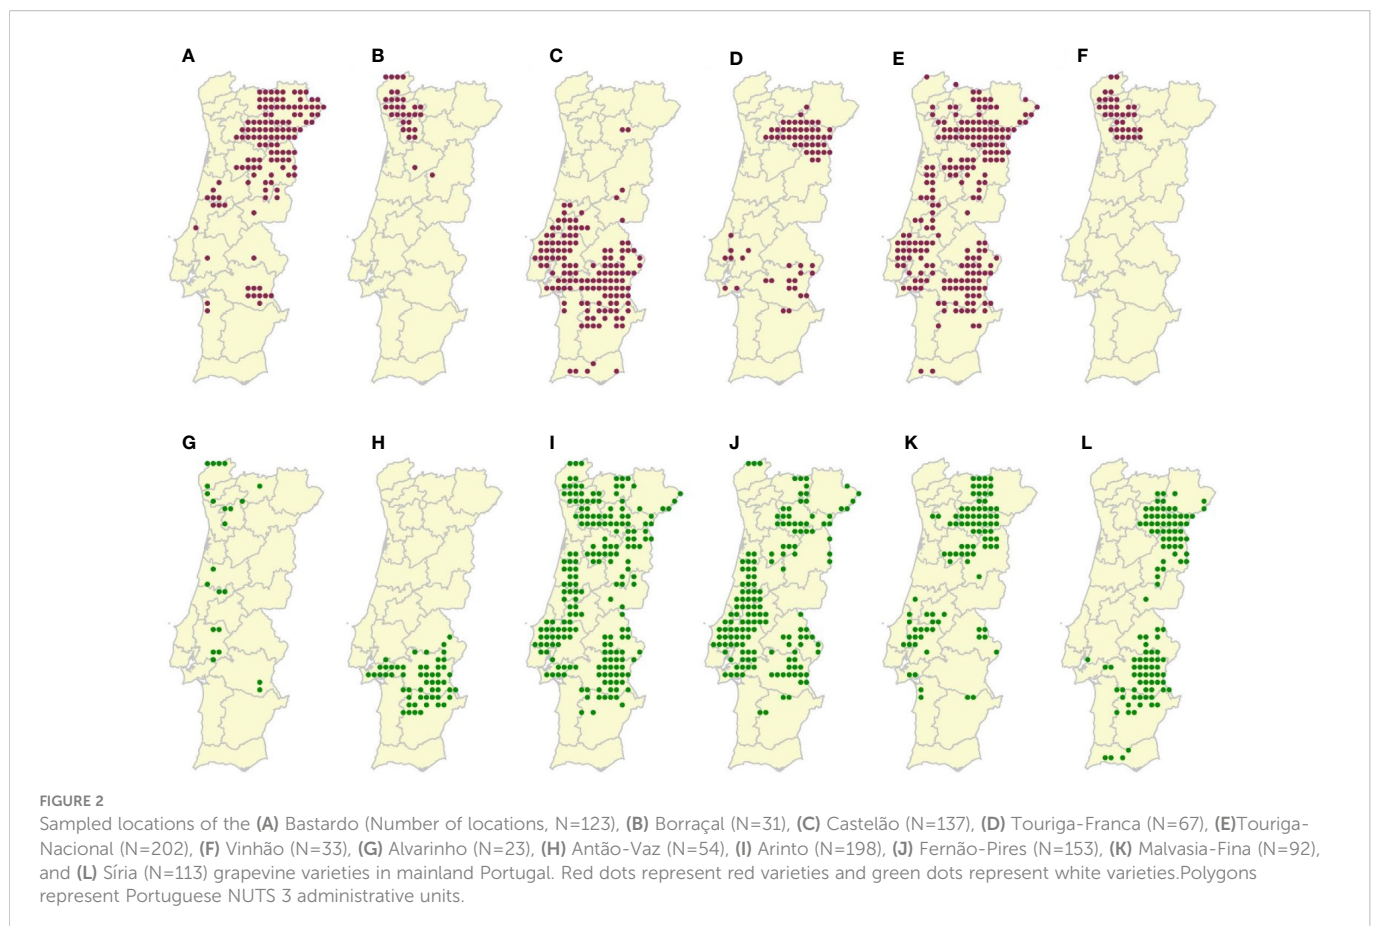 A B C D E F
G H I J K L
FIGURE 2
Sampled locations of the (A) Bastardo (Number of locations, N=123), (B) Borraçal (N=31), (C) Castelão (N=137), (D) Touriga-Franca (N=67), (E)Touriga-
Nacional (N=202), (F) Vinhão (N=33), (G) Alvarinho (N=23), (H) Antão-Vaz (N=54), (I) Arinto (N=198), (J) Fernão-Pires (N=153), (K) Malvasia-Fina (N=92),
and (L) Síria (N=113) grapevine varieties in mainland Portugal. Red dots represent red varieties and green dots represent white varieties.Polygons
represent Portuguese NUTS 3 administrative units.